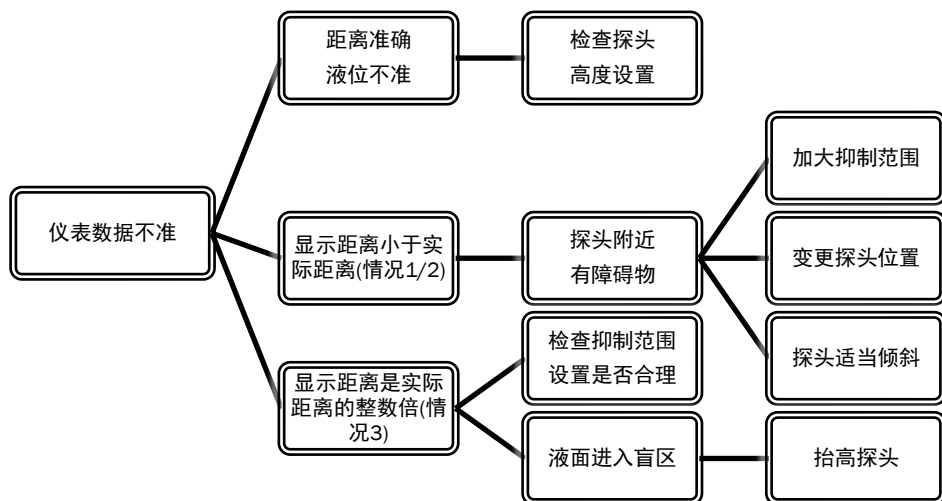 仪表数据不准
距离准确
液位不准
检查探头
高度设置
显示距离小于实
际距离(情况1/2)
探头附近
有障碍物
加大抑制范围
变更探头位置
探头适当倾斜
显示距离是实际
距离的整数倍(情
况3)
检查抑制范围
设置是否合理
液面进入盲区
抬高探头